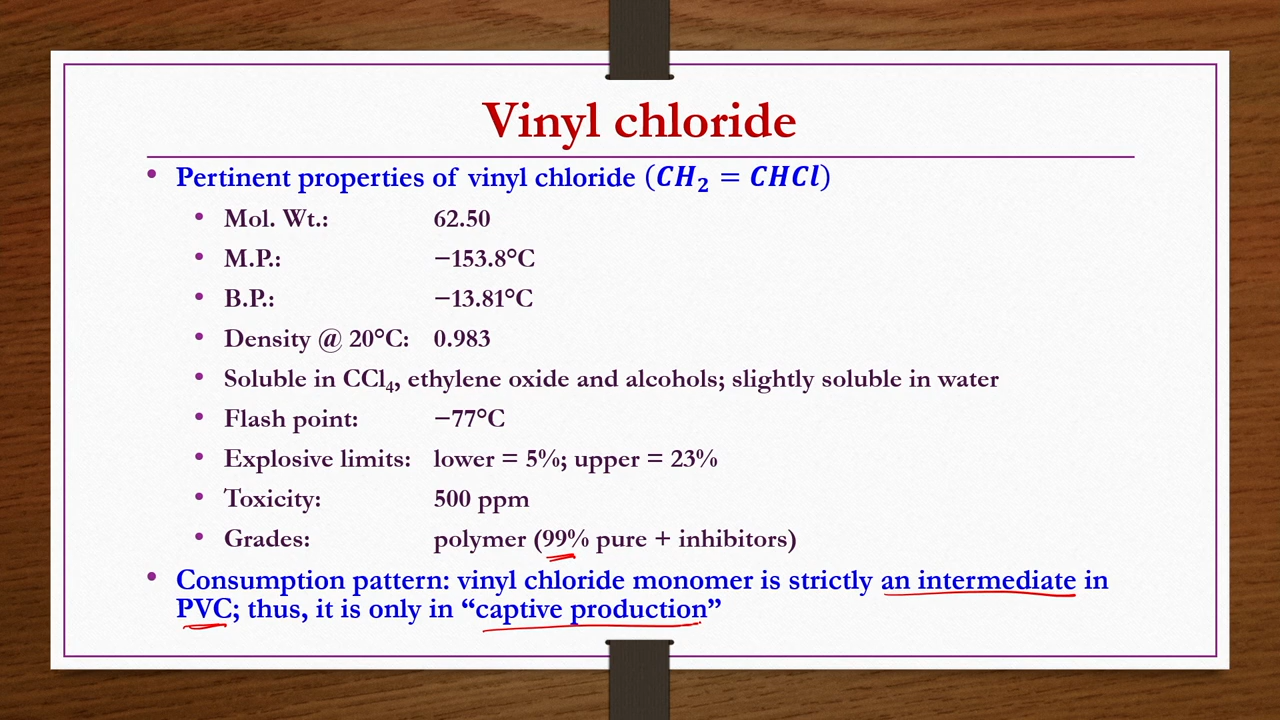 Vinyl chloride
• Pertinent properties of vinyl chloride (CH₂ = CHCl)
• Mol. Wt.: 62.50
• M.P.: −153.8°C
• B.P.: −13.81°C
• Density @ 20°C: 0.983
• Soluble in CCl₄, ethylene oxide and alcohols; slightly soluble in water
• Flash point: −77°C
• Explosive limits: lower = 5%; upper = 23%
• Toxicity: 500 ppm
• Grades: polymer (99% pure + inhibitors)
• Consumption pattern: vinyl chloride monomer is strictly an intermediate in
PVC; thus, it is only in “captive production”